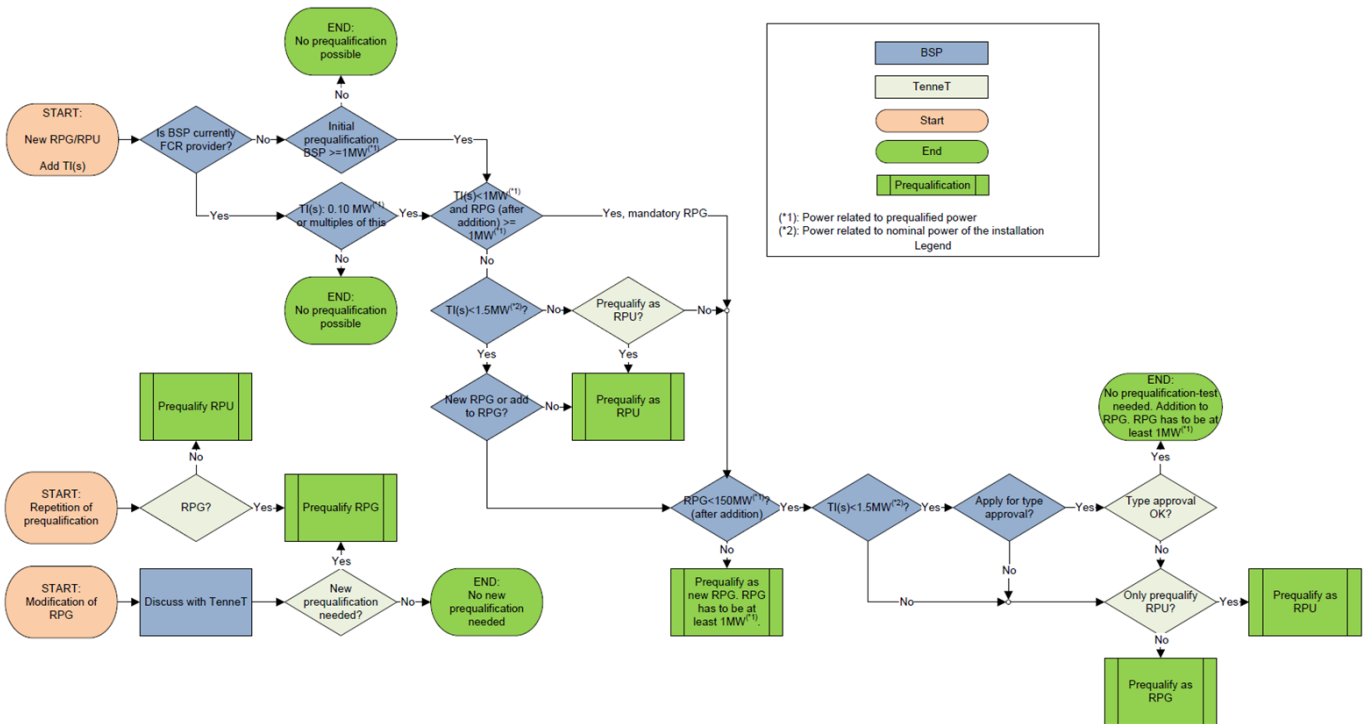 END:
No prequalification
possible
BSP
TenneT
Start
End
Prequalification
(*1): Power related to prequalified power
(*2): Power related to nominal power of the installation
Legend
START:
New RPG/RPU
Add TI(s)
Is BSP currently
FCR provider?
No
Initial
prequalification
BSP >=1MW(*1)
No
Yes
Yes
TI(s): 0.10 MW(*1)
or multiples of this
Yes
TI(s)<1MW(*1)
and RPG (after
addition) >=
1MW(*1)
Yes, mandatory RPG
No
No
END:
No prequalification
possible
TI(s)<1.5MW(*2)?
No
Prequalify as
RPU?
No
Yes
Yes
New RPG or add
to RPG?
No
Prequalify as
RPU
Prequalify RPU
No
START:
Repetition of
prequalification
RPG?
Yes
Prequalify RPG
Yes
START:
Modification of
RPG
Discuss with TenneT
New
prequalification
needed?
No
END:
No new
prequalification
needed
RPG<150MW(*1)?
(after addition)
Yes
TI(s)<1.5MW(*2)?
Yes
Apply for type
approval?
Yes
Type approval
OK?
Yes
END:
No prequalification-test
needed. Addition to
RPG. RPG has to be at
least 1MW(*1)
No
Prequalify as
new RPG. RPG
has to be at
least 1MW(*1).
No
No
No
Only prequalify
RPU?
Yes
Prequalify as
RPU
No
Prequalify as
RPG